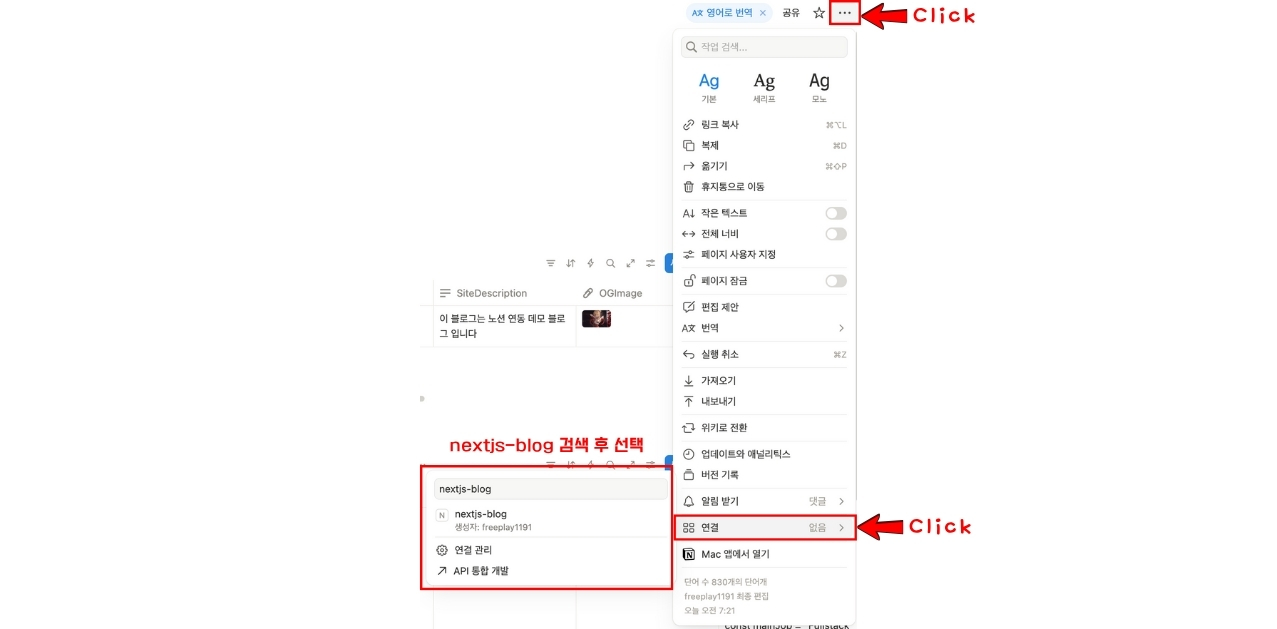 영어로 번역 ×
공유
Click
작업 검색...
Ag Ag Ag
기본 세리프 모노
링크 복사 ⌘⌥L
복제 ⌘D
옮기기 ⌘⇧P
휴지통으로 이동
작은 텍스트
전체 너비
페이지 사용자 지정
페이지 잠금
편집 제안
번역
실행 취소 ⌘Z
가져오기
내보내기
위키로 전환
업데이트와 애널리틱스
버전 기록
알림 받기 댓글
연결 없음
Click
Mac 앱에서 열기
단어 수 830개의 단어개
freeplay1191 최종 편집
오늘 오전 7:21
SiteDescription OGImage
이 블로그는 노션 연동 데모 블로
그 입니다
nextjs-blog 검색 후 선택
nextjs-blog
N nextjs-blog
생성자: freeplay1191
연결 관리
API 통합 개발
const mainJob = "Fullstack